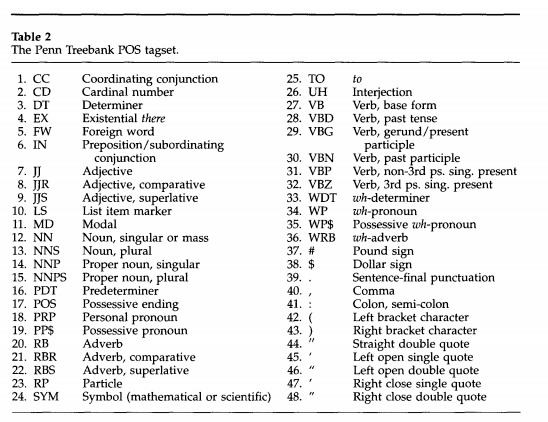 Table 2
The Penn Treebank POS tagset.
1. CC Coordinating conjunction
2. CD Cardinal number
3. DT Determiner
4. EX Existential there
5. FW Foreign word
6. IN Preposition/subordinating
conjunction
7. JJ Adjective
8. JJR Adjective, comparative
9. JJS Adjective, superlative
10. LS List item marker
11. MD Modal
12. NN Noun, singular or mass
13. NNS Noun, plural
14. NNP Proper noun, singular
15. NNPS Proper noun, plural
16. PDT Predeterminer
17. POS Possessive ending
18. PRP Personal pronoun
19. PP$ Possessive pronoun
20. RB Adverb
21. RBR Adverb, comparative
22. RBS Adverb, superlative
23. RP Particle
24. SYM Symbol (mathematical or scientific)
25. TO to
26. UH Interjection
27. VB Verb, base form
28. VBD Verb, past tense
29. VBG Verb, gerund/present
participle
30. VBN Verb, past participle
31. VBP Verb, non-3rd ps. sing. present
32. VBZ Verb, 3rd ps. sing. present
33. WDT wh-determiner
34. WP wh-pronoun
35. WP$ Possessive wh-pronoun
36. WRB wh-adverb
37. # Pound sign
38. $ Dollar sign
39. . Sentence-final punctuation
40. , Comma
41. : Colon, semi-colon
42. ( Left bracket character
43. ) Right bracket character
44. " Straight double quote
45. ‘ Left open single quote
46. “ Left open double quote
47. ’ Right close single quote
48. ” Right close double quote